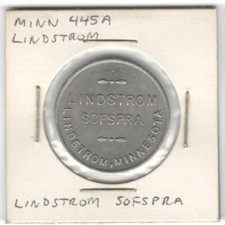 MINN 445A
LINDSTROM
LINDSTROM
SOFSPRA
LINDSTROM, MINNESOTA
LINDSTROM SOFSPRA